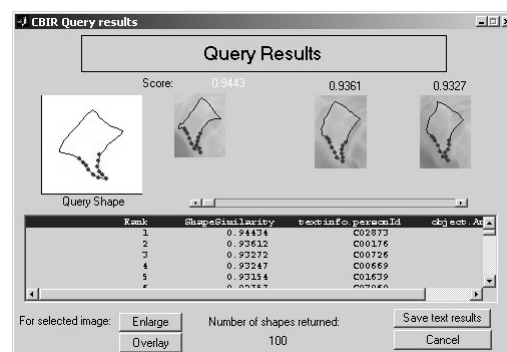 CBIR Query results
Query Results
Score: 0.9443 0.9361 0.9327
Query Shape
Rank ShapeSimilarity textinfo.personId object.An
1 0.94434 C02873
2 0.93612 C00176
3 0.93272 C00726
4 0.93247 C00669
5 0.93154 C01639
For selected image: Enlarge Number of shapes returned: Save text results
Overlay 100 Cancel